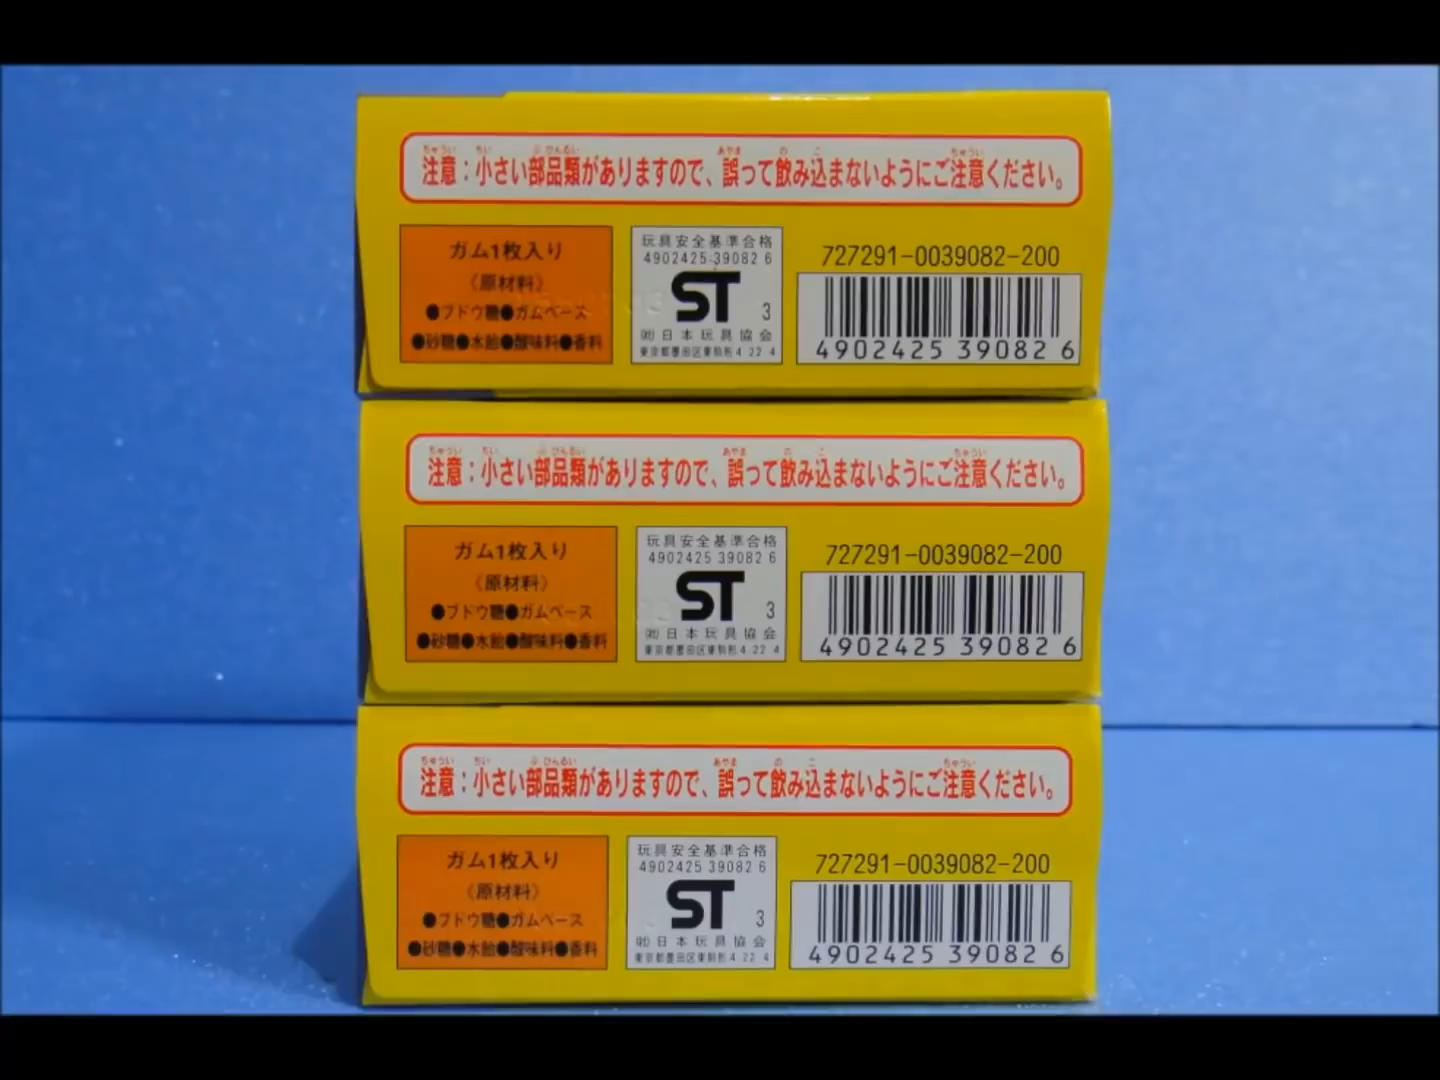 ちゅうい ちい ぶひんるい あやま の こ ちゅうい
注意：小さい部品類がありますので、誤って飲み込まないようにご注意ください。
ガム1枚入り
〈原材料〉
●ブドウ糖●ガムベース
●砂糖●水飴●酸味料●香料
玩具安全基準合格
4902425 39082 6
ST 3
㈳日本玩具協会
東京都墨田区東駒形4 22 4
727291-0039082-200
4902425 390826
ちゅうい ちい ぶひんるい あやま の こ ちゅうい
注意：小さい部品類がありますので、誤って飲み込まないようにご注意ください。
ガム1枚入り
〈原材料〉
●ブドウ糖●ガムベース
●砂糖●水飴●酸味料●香料
玩具安全基準合格
4902425 39082 6
ST 3
㈳日本玩具協会
東京都墨田区東駒形4 22 4
727291-0039082-200
4902425 390826
ちゅうい ちい ぶひんるい あやま の こ ちゅうい
注意：小さい部品類がありますので、誤って飲み込まないようにご注意ください。
ガム1枚入り
〈原材料〉
●ブドウ糖●ガムベース
●砂糖●水飴●酸味料●香料
玩具安全基準合格
4902425 39082 6
ST 3
㈳日本玩具協会
東京都墨田区東駒形4 22 4
727291-0039082-200
4902425 390826